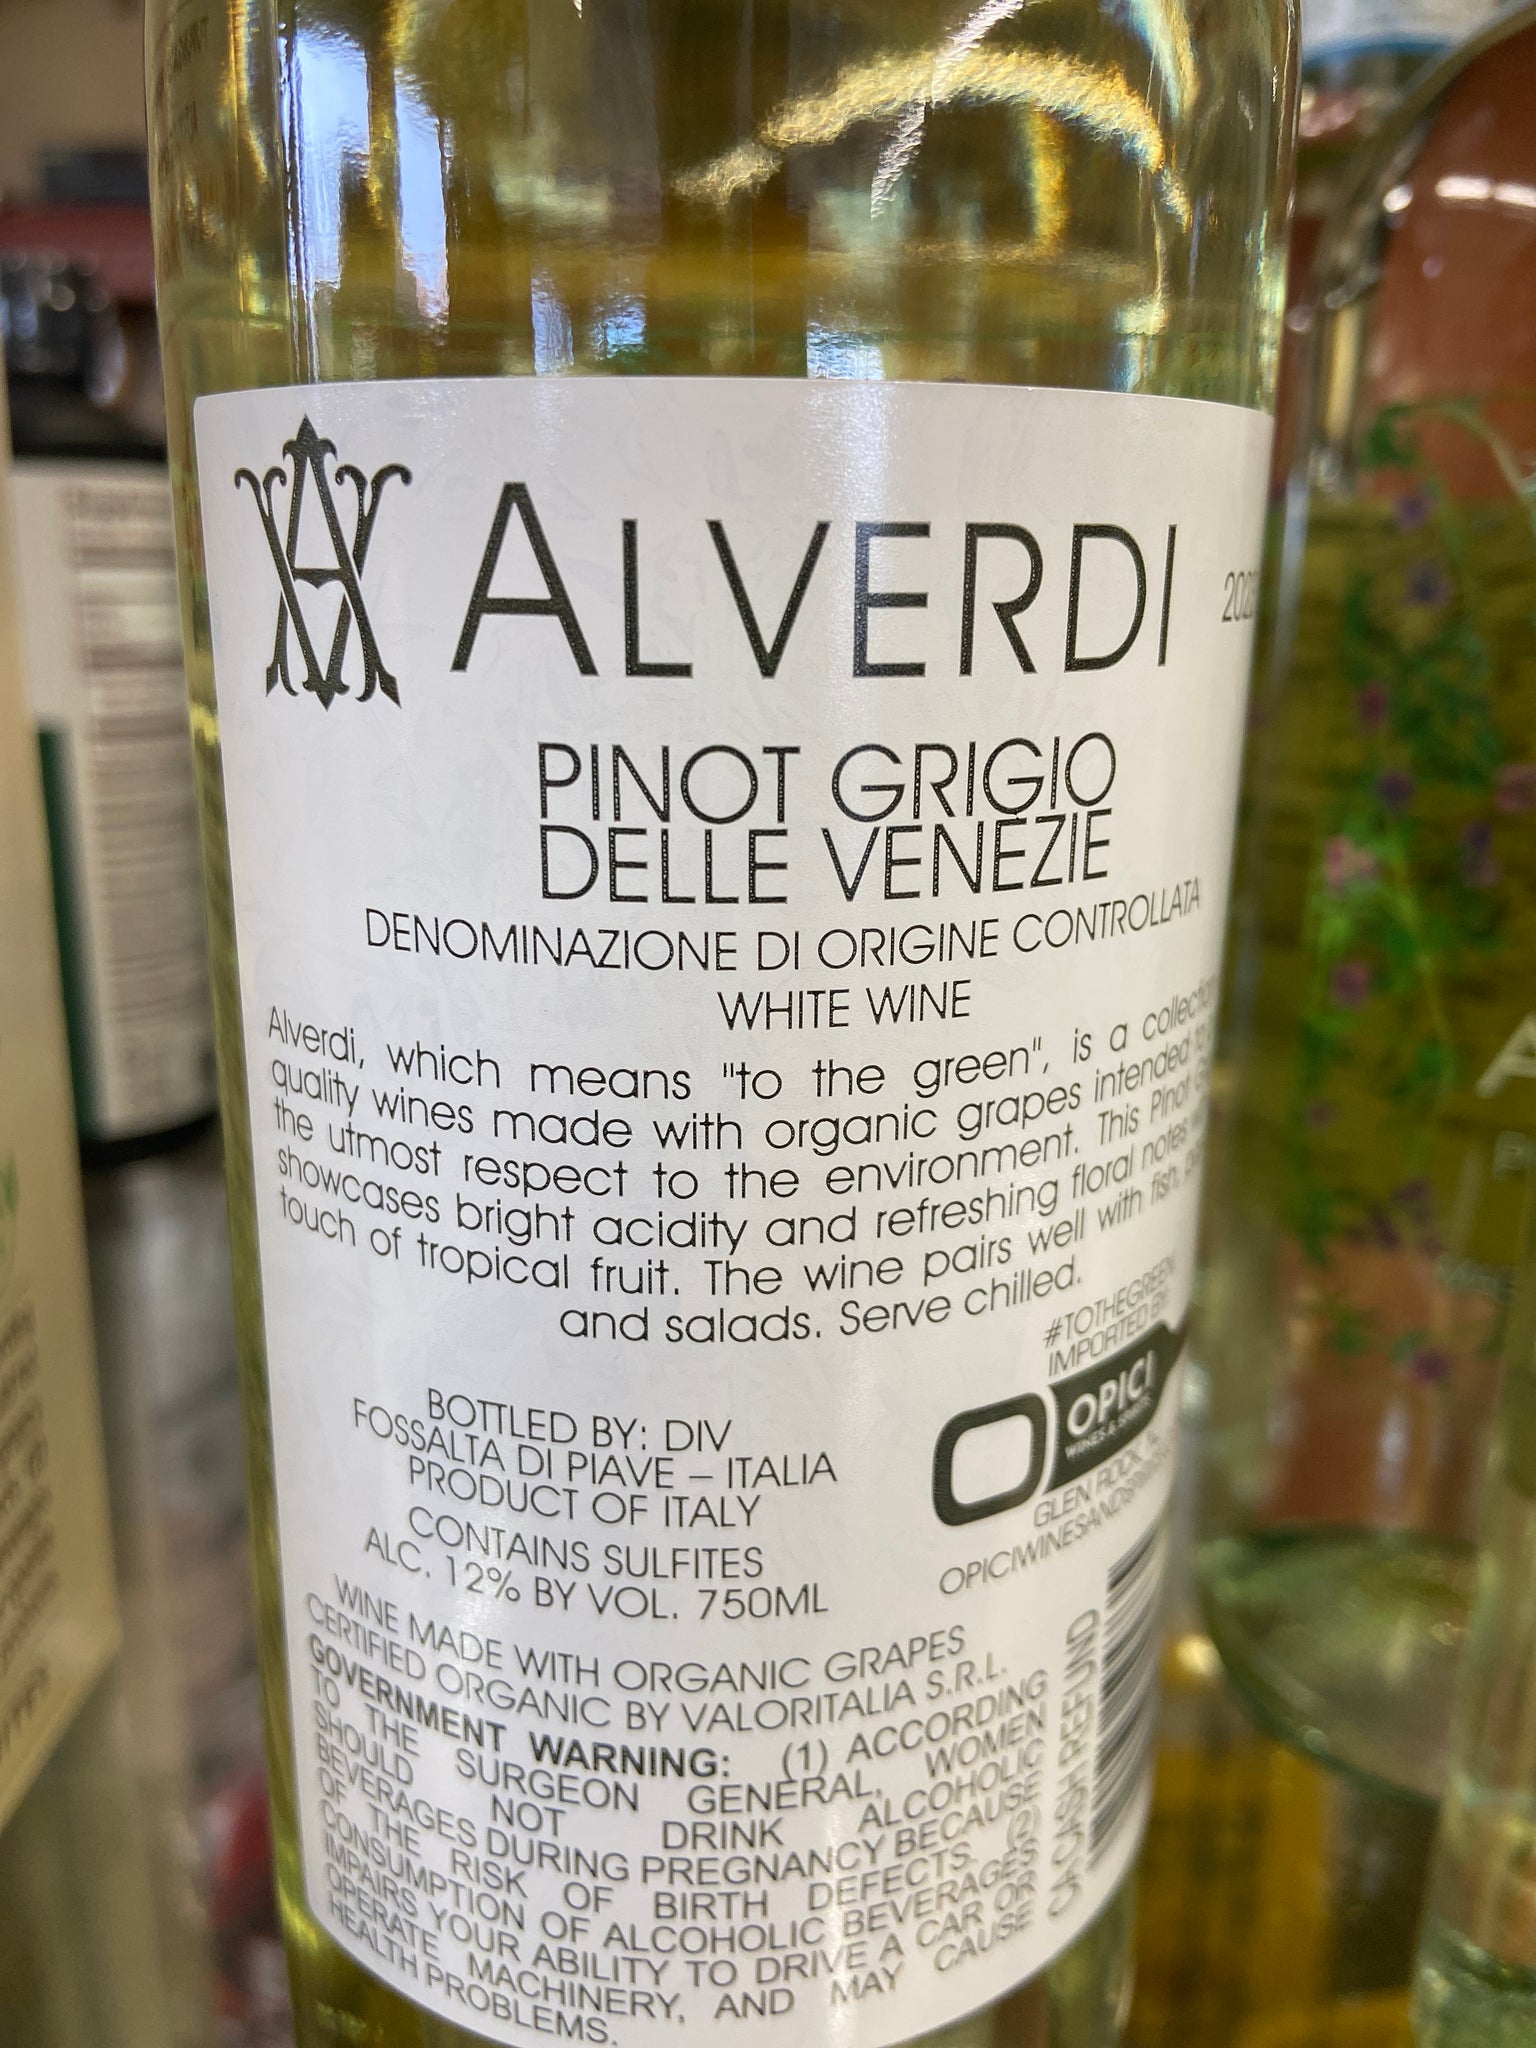 ALVERDI
PINOT GRIGIO
DELLE VENEZIE
DENOMINAZIONE DI ORIGINE CONTROLLATA
WHITE WINE
Alverdi, which means "to the green", is a
quality wines made with organic grapes intended
the utmost respect to the environment. This Pinot
showcases bright acidity and refreshing floral notes
touch of tropical fruit. The wine pairs well with fish,
and salads. Serve chilled.
#TOTHEGREEN
IMPORTED BY:
OPICI
WINES & SPIRITS
GLEN ROCK,
BOTTLED BY: DIV
FOSSALTA DI PIAVE – ITALIA
PRODUCT OF ITALY
CONTAINS SULFITES
ALC. 12% BY VOL. 750ML
WINE MADE WITH ORGANIC GRAPES
CERTIFIED ORGANIC BY VALORITALIA S.R.L.
GOVERNMENT WARNING: (1) ACCORDING
TO THE SURGEON GENERAL, WOMEN
SHOULD NOT DRINK ALCOHOLIC
BEVERAGES DURING PREGNANCY BECAUSE
OF THE RISK OF BIRTH DEFECTS. (2)
CONSUMPTION OF ALCOHOLIC BEVERAGES
IMPAIRS YOUR ABILITY TO DRIVE A CAR OR
OPERATE MACHINERY, AND MAY CAUSE
HEALTH PROBLEMS.
CA CASH REFUND